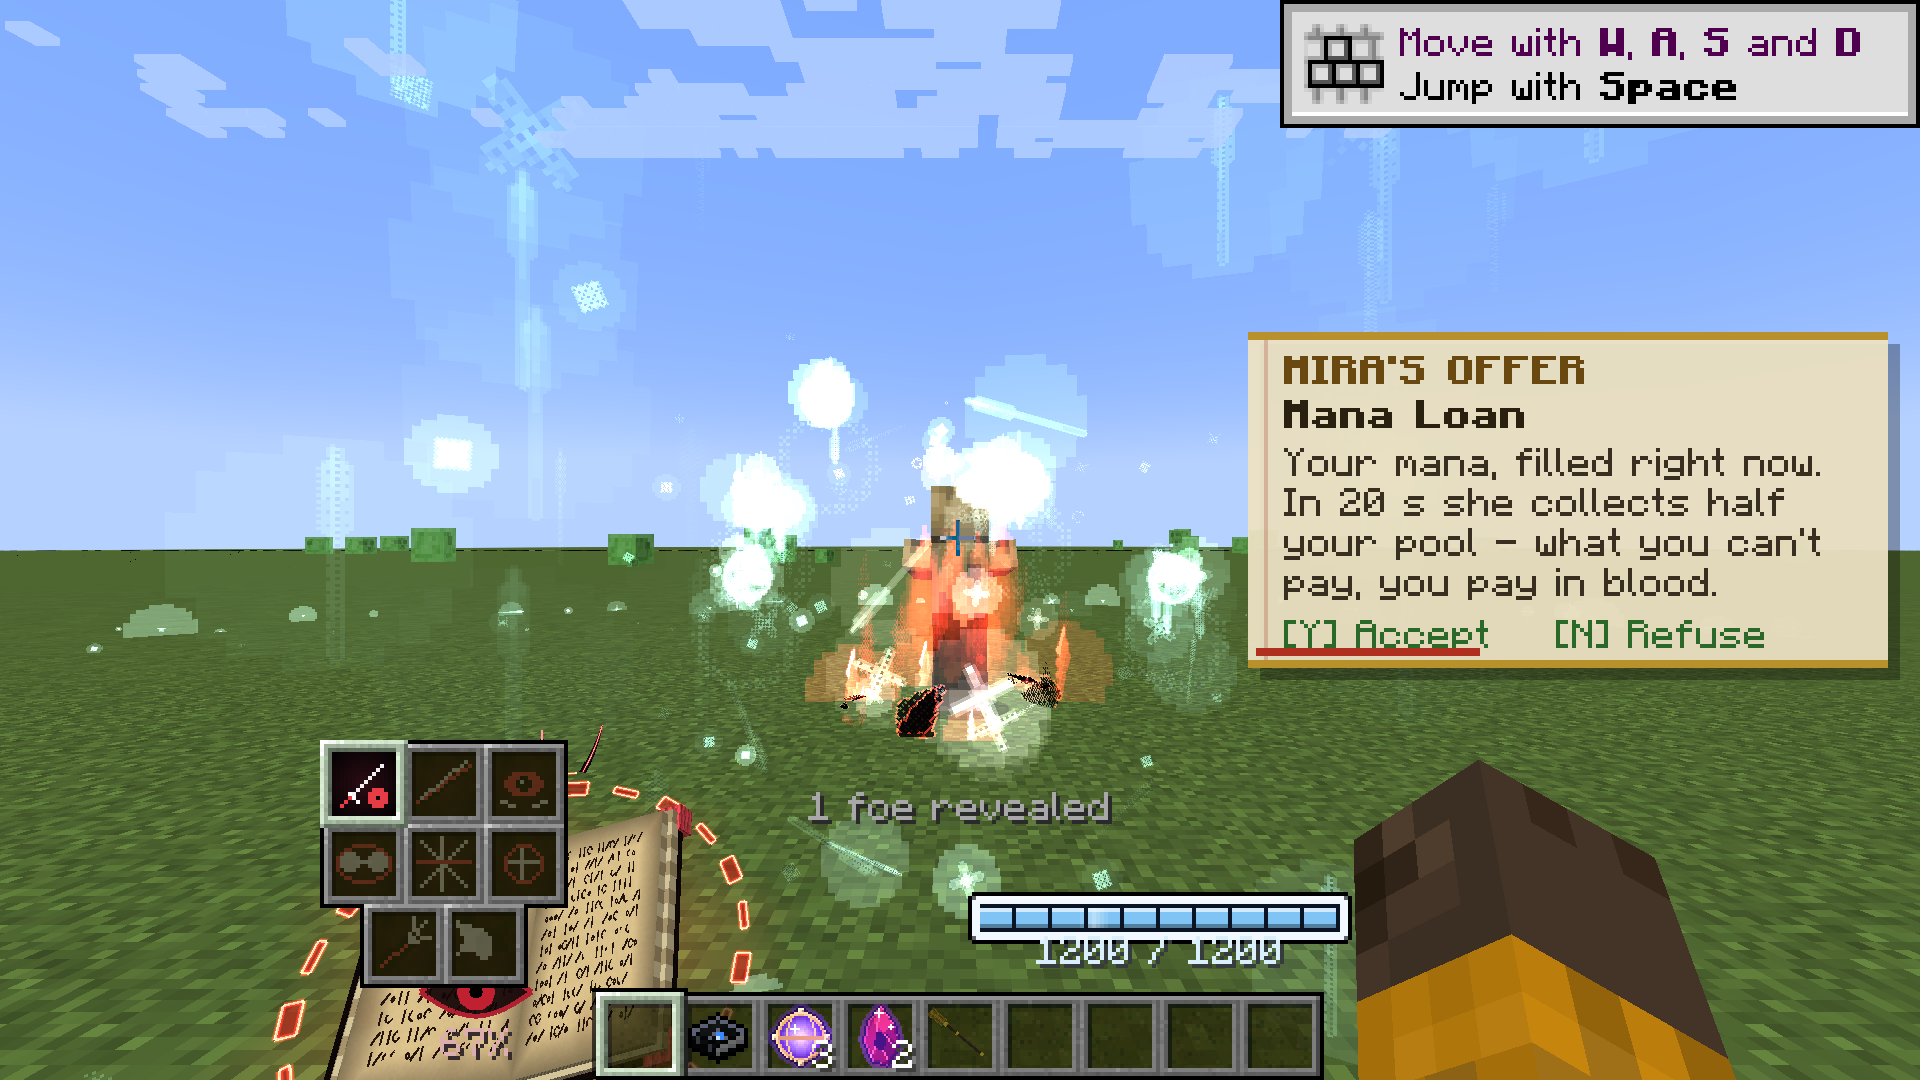 Move with W, A, S and D
Jump with Space
MIRA'S OFFER
Mana Loan
Your mana, filled right now.
In 20 s she collects half
your pool - what you can't
pay, you pay in blood.
[Y] Accept [N] Refuse
1 foe revealed
1200 / 1200
67%
3
2